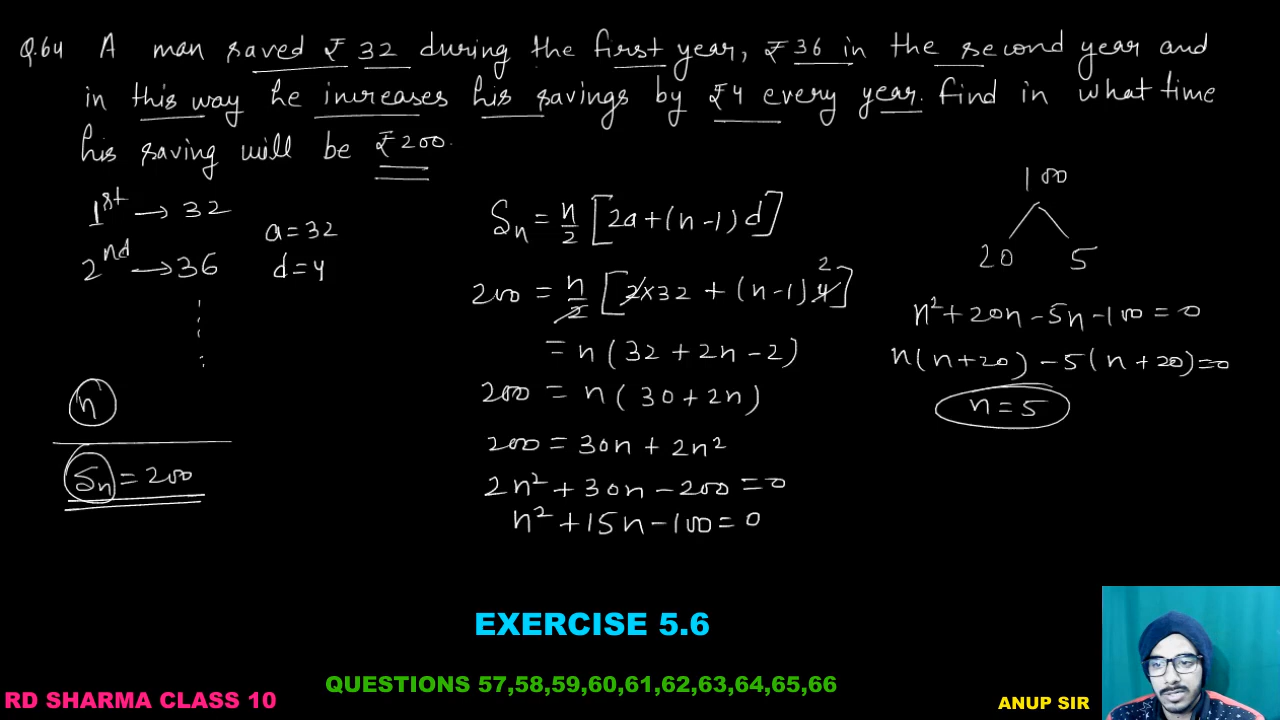 Q.64 A man saved ₹ 32 during the first year, ₹ 36 in the second year and
in this way he increases his savings by ₹4 every year. find in what time
his saving will be ₹200.
1st → 32
2nd → 36
a = 32
d = 4
n
Sn = 200
Sn = n/2 [2a + (n-1) d]
200 = n/2 [2×32 + (n-1) 4] 2
= n (32 + 2n - 2)
200 = n ( 30 + 2n)
200 = 30n + 2n²
2n² + 30n - 200 = 0
n² + 15n - 100 = 0
100
20 5
n² + 20n - 5n - 100 = 0
n(n+20) - 5(n+20) = 0
n = 5
EXERCISE 5.6
QUESTIONS 57,58,59,60,61,62,63,64,65,66
RD SHARMA CLASS 10
ANUP SIR